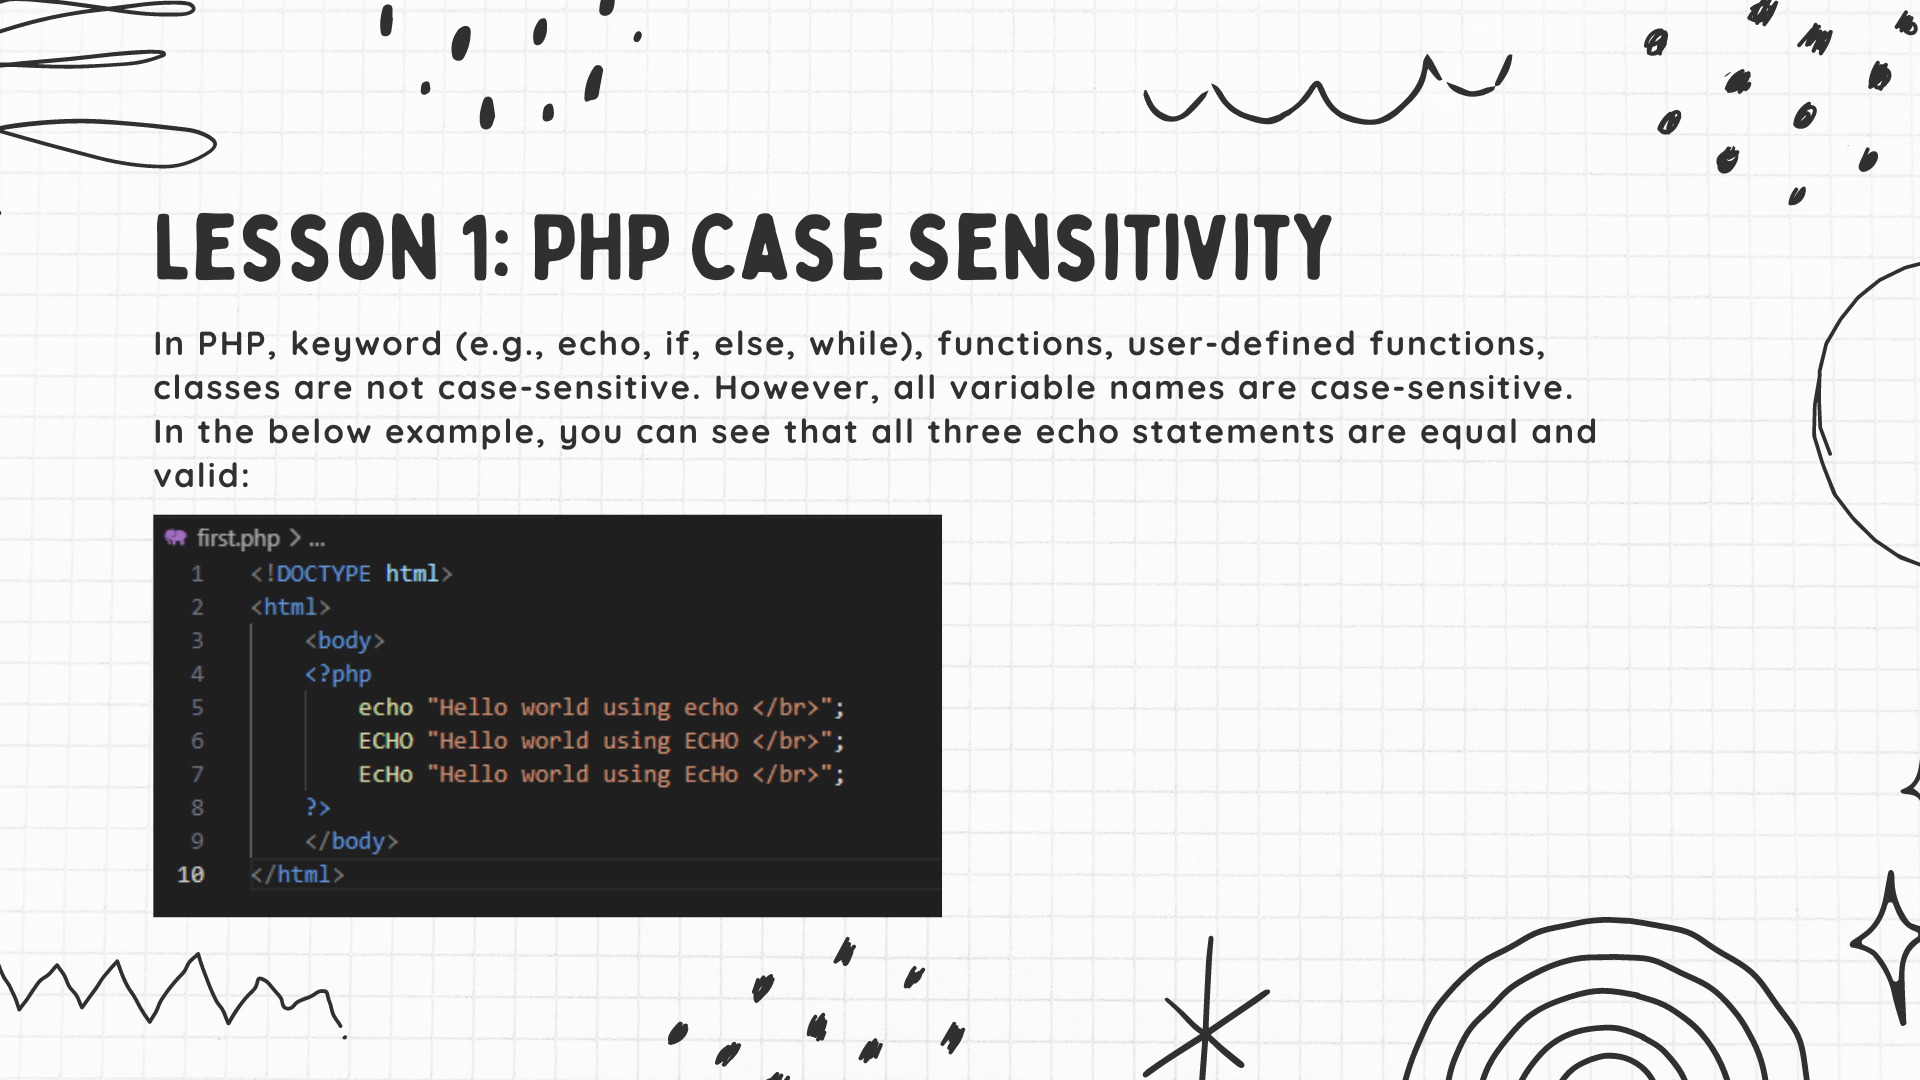 LESSON 1: PHP CASE SENSITIVITY
In PHP, keyword (e.g., echo, if, else, while), functions, user-defined functions,
classes are not case-sensitive. However, all variable names are case-sensitive.
In the below example, you can see that all three echo statements are equal and
valid:
first.php > ...
1 <!DOCTYPE html>
2 <html>
3 <body>
4 <?php
5 echo "Hello world using echo </br>";
6 ECHO "Hello world using ECHO </br>";
7 EcHo "Hello world using EcHo </br>";
8 ?>
9 </body>
10 </html>